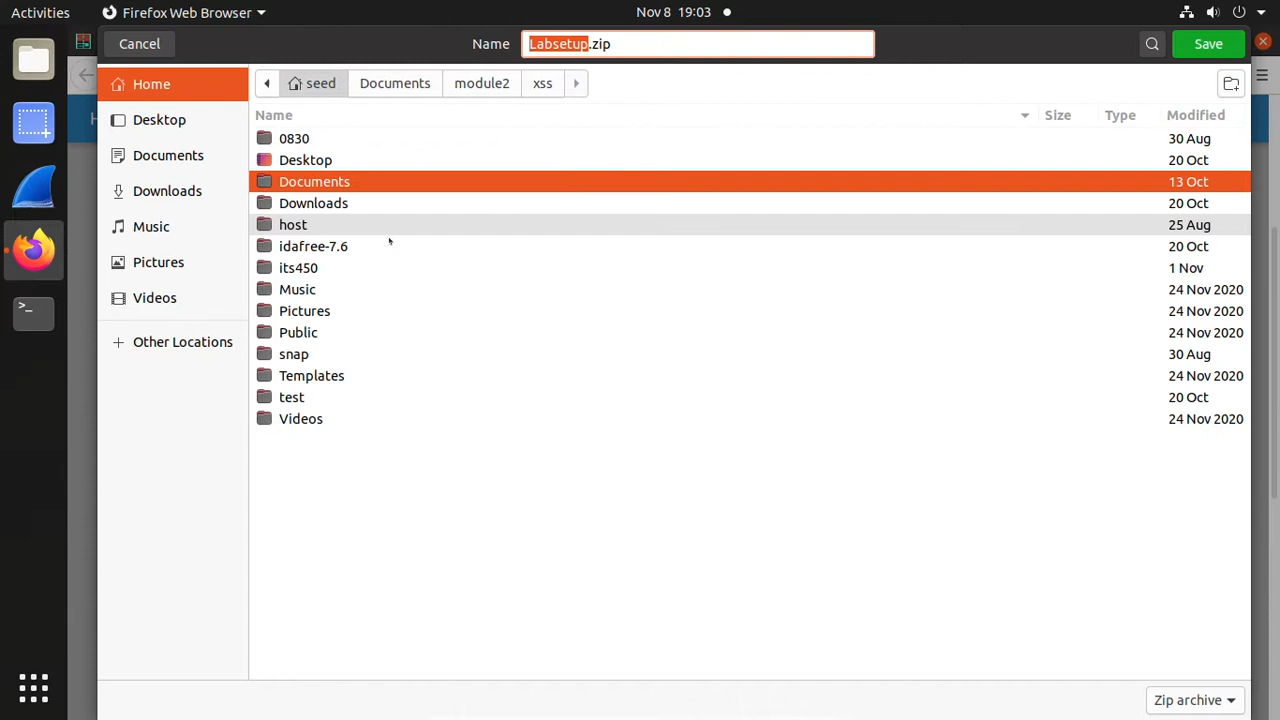 Activities Firefox Web Browser Nov 8 19:03
Cancel Name Labsetup.zip Save
Home seed Documents module2 xss
Name Size Type Modified
Desktop
Documents
Downloads
Music
Pictures
Videos
Other Locations
0830 30 Aug
Desktop 20 Oct
Documents 13 Oct
Downloads 20 Oct
host 25 Aug
idafree-7.6 20 Oct
its450 1 Nov
Music 24 Nov 2020
Pictures 24 Nov 2020
Public 24 Nov 2020
snap 30 Aug
Templates 24 Nov 2020
test 20 Oct
Videos 24 Nov 2020
Zip archive